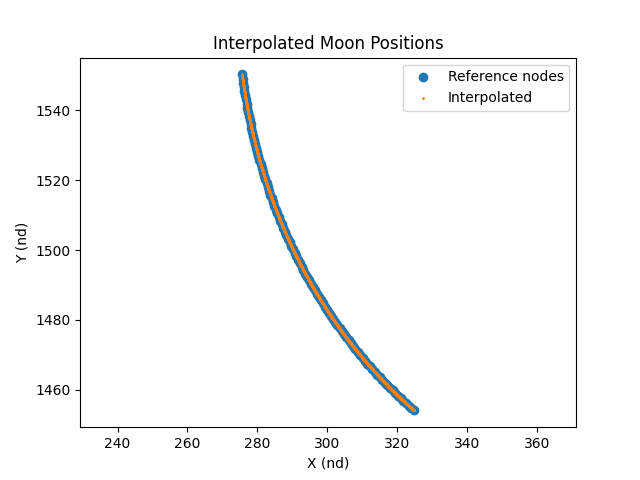 Interpolated Moon Positions
Reference nodes
Interpolated
Y (nd)
1540
1520
1500
1480
1460
240 260 280 300 320 340 360
X (nd)